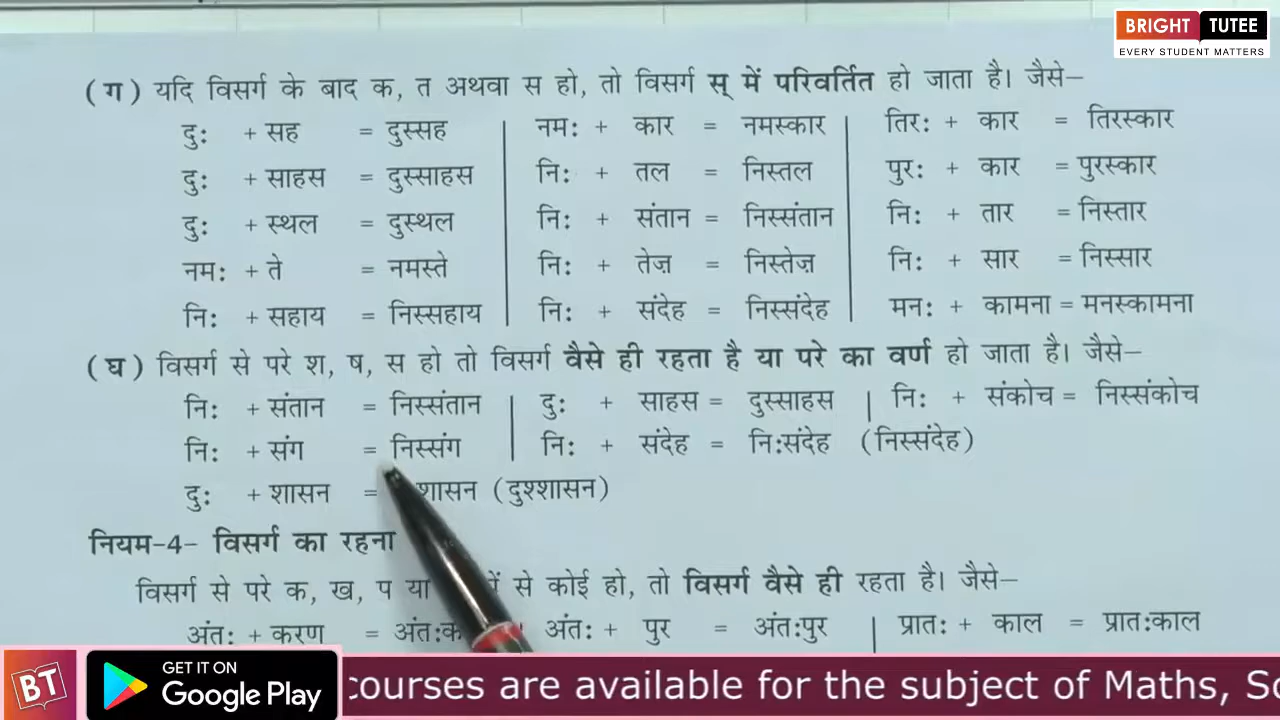 BRIGHT TUTEE
EVERY STUDENT MATTERS
(ग) यदि विसर्ग के बाद क, त अथवा स हो, तो विसर्ग स् में परिवर्तित हो जाता है। जैसे–
दु: + सह = दुस्सह | नम: + कार = नमस्कार | तिर: + कार = तिरस्कार
दु: + साहस = दुस्साहस | नि: + तल = निस्तल | पुर: + कार = पुरस्कार
दु: + स्थल = दुस्थल | नि: + संतान = निस्संतान | नि: + तार = निस्तार
नम: + ते = नमस्ते | नि: + तेज़ = निस्तेज़ | नि: + सार = निस्सार
नि: + सहाय = निस्सहाय | नि: + संदेह = निस्संदेह | मन: + कामना = मनस्कामना
(घ) विसर्ग से परे श, ष, स हो तो विसर्ग वैसे ही रहता है या परे का वर्ण हो जाता है। जैसे–
नि: + संतान = निस्संतान | दु: + साहस = दुस्साहस | नि: + संकोच = निस्संकोच
नि: + संग = निस्संग | नि: + संदेह = नि:संदेह (निस्संदेह)
दु: + शासन = शासन (दुश्शासन)
नियम-4- विसर्ग का रहना
विसर्ग से परे क, ख, प या से कोई हो, तो विसर्ग वैसे ही रहता है। जैसे–
अंत: + करण = | अंत: + पुर = अंत:पुर | प्रात: + काल = प्रात:काल
BT GET IT ON Google Play courses are available for the subject of Maths,